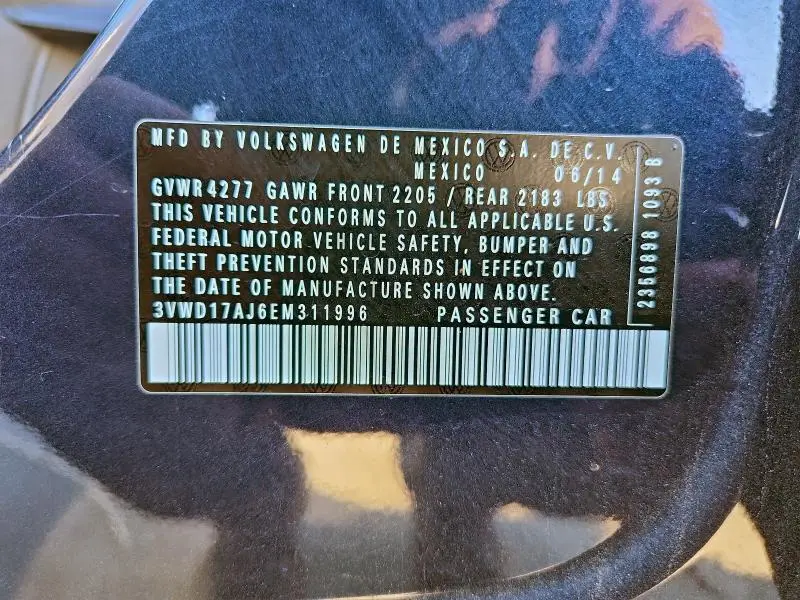 MFD BY VOLKSWAGEN DE MEXICO S.A. DE C.V.
MEXICO 06/14
GVWR 4277 GAWR FRONT 2205 / REAR 2183 LBS
THIS VEHICLE CONFORMS TO ALL APPLICABLE U.S.
FEDERAL MOTOR VEHICLE SAFETY, BUMPER AND
THEFT PREVENTION STANDARDS IN EFFECT ON
THE DATE OF MANUFACTURE SHOWN ABOVE.
3VWD17AJ6EM311996 PASSENGER CAR
2356898 1093 B